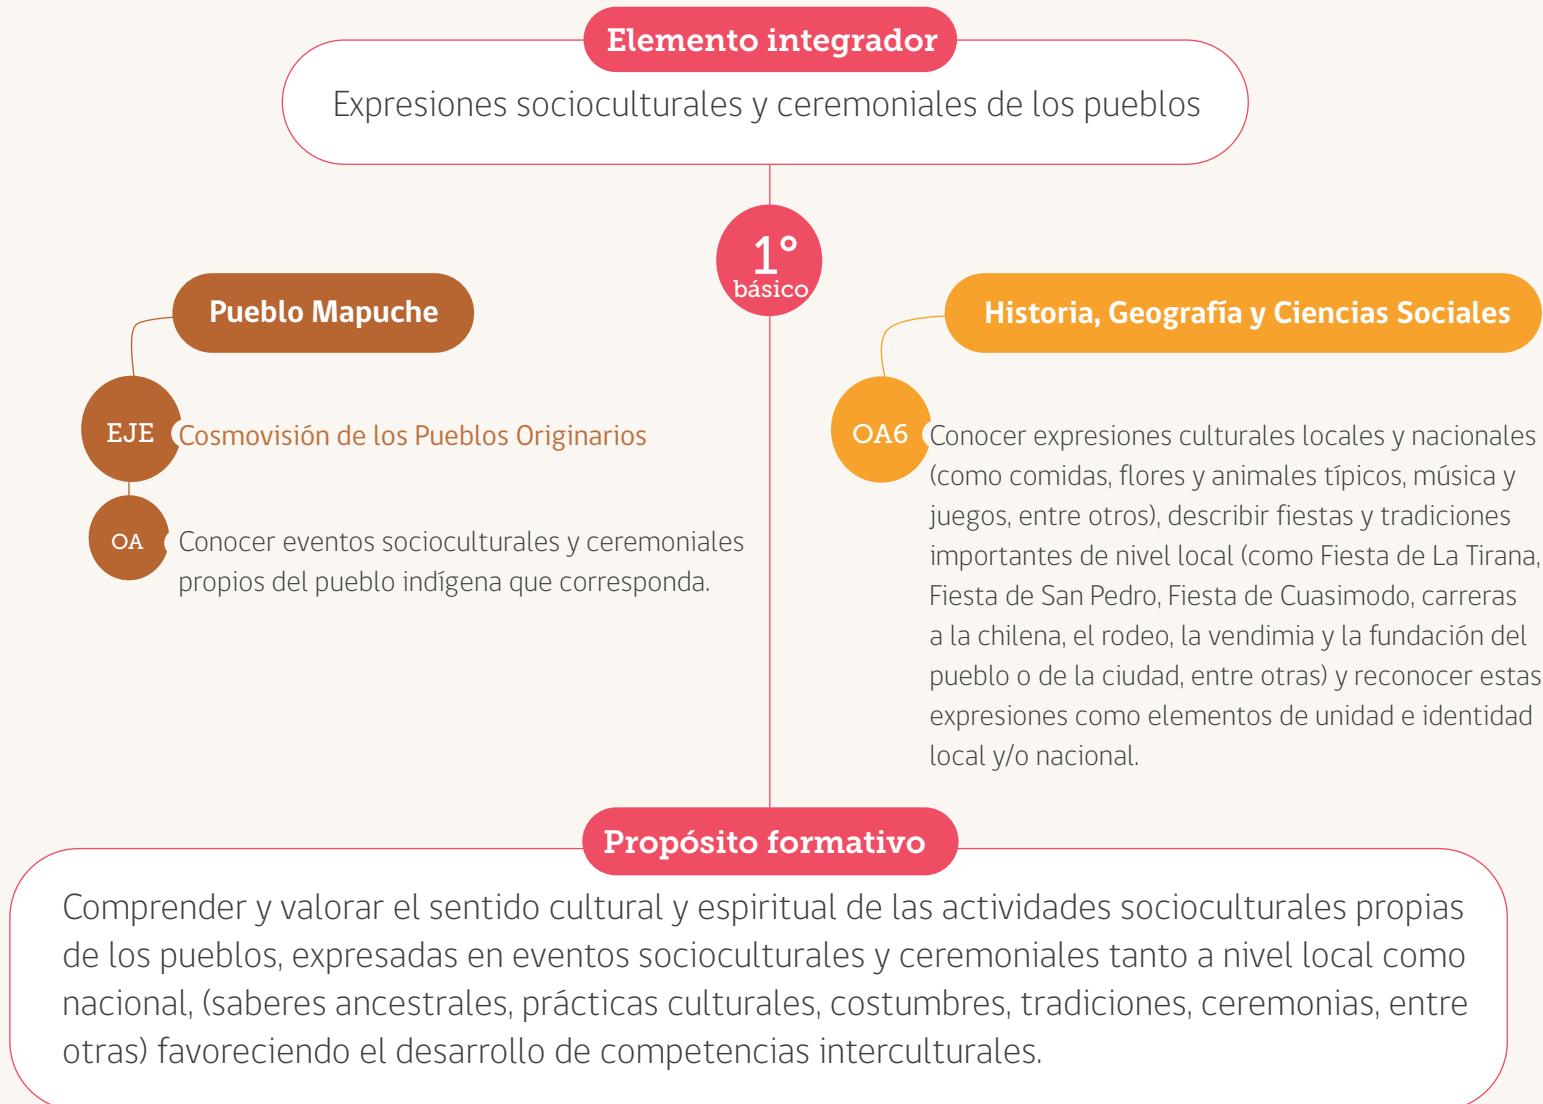 Elemento integrador
Expresiones socioculturales y ceremoniales de los pueblos
1°
básico
Pueblo Mapuche
EJE
Cosmovisión de los Pueblos Originarios
OA
Conocer eventos socioculturales y ceremoniales
propios del pueblo indígena que corresponda.
Historia, Geografía y Ciencias Sociales
OA6
Conocer expresiones culturales locales y nacionales
(como comidas, flores y animales típicos, música y
juegos, entre otros), describir fiestas y tradiciones
importantes de nivel local (como Fiesta de La Tirana,
Fiesta de San Pedro, Fiesta de Cuasimodo, carreras
a la chilena, el rodeo, la vendimia y la fundación del
pueblo o de la ciudad, entre otras) y reconocer estas
expresiones como elementos de unidad e identidad
local y/o nacional.
Propósito formativo
Comprender y valorar el sentido cultural y espiritual de las actividades socioculturales propias
de los pueblos, expresadas en eventos socioculturales y ceremoniales tanto a nivel local como
nacional, (saberes ancestrales, prácticas culturales, costumbres, tradiciones, ceremonias, entre
otras) favoreciendo el desarrollo de competencias interculturales.